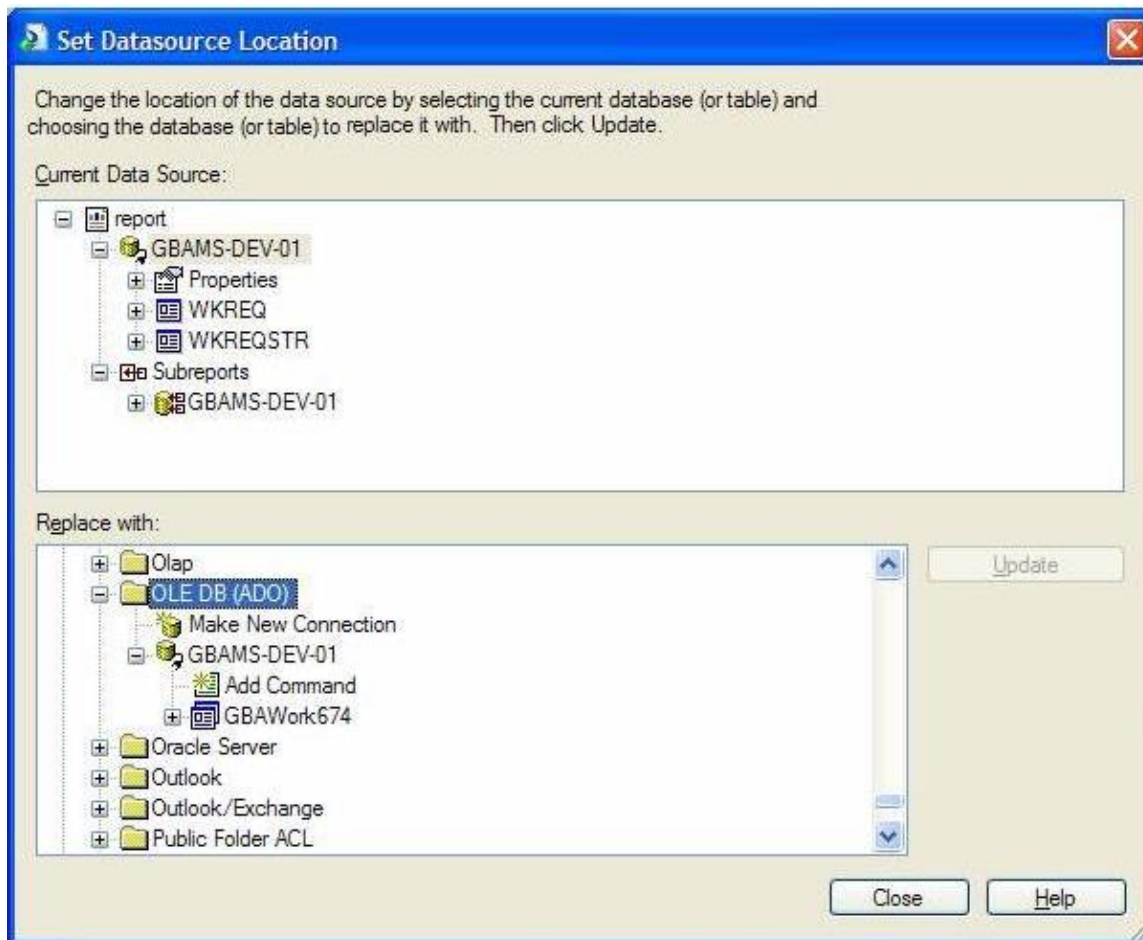 Set Datasource Location
Change the location of the data source by selecting the current database (or table) and
choosing the database (or table) to replace it with. Then click Update.
Current Data Source:
report
GBAMS-DEV-01
Properties
WKREQ
WKREQSTR
Subreports
GBAMS-DEV-01
Replace with:
Olap
OLE DB (ADO)
Make New Connection
GBAMS-DEV-01
Add Command
GBAWork674
Oracle Server
Outlook
Outlook/Exchange
Public Folder ACL
Update
Close
Help